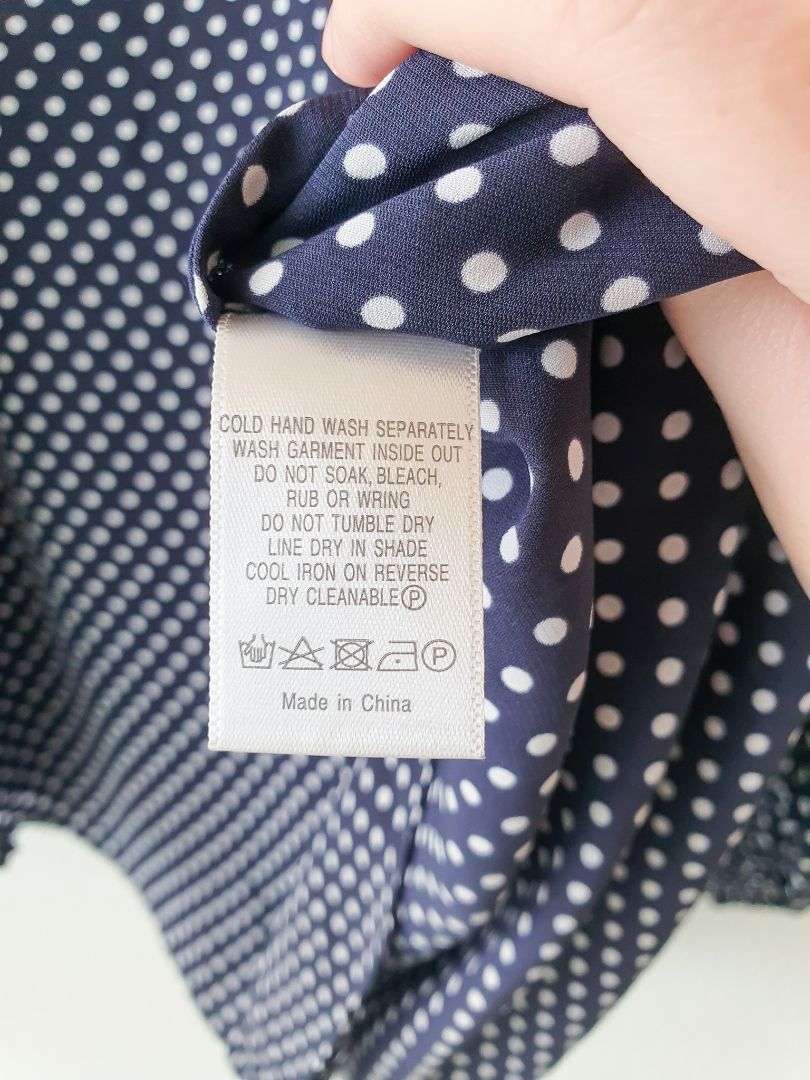 COLD HAND WASH SEPARATELY
WASH GARMENT INSIDE OUT
DO NOT SOAK, BLEACH,
RUB OR WRING
DO NOT TUMBLE DRY
LINE DRY IN SHADE
COOL IRON ON REVERSE
DRY CLEANABLE Ⓟ
Ⓟ
Made in China